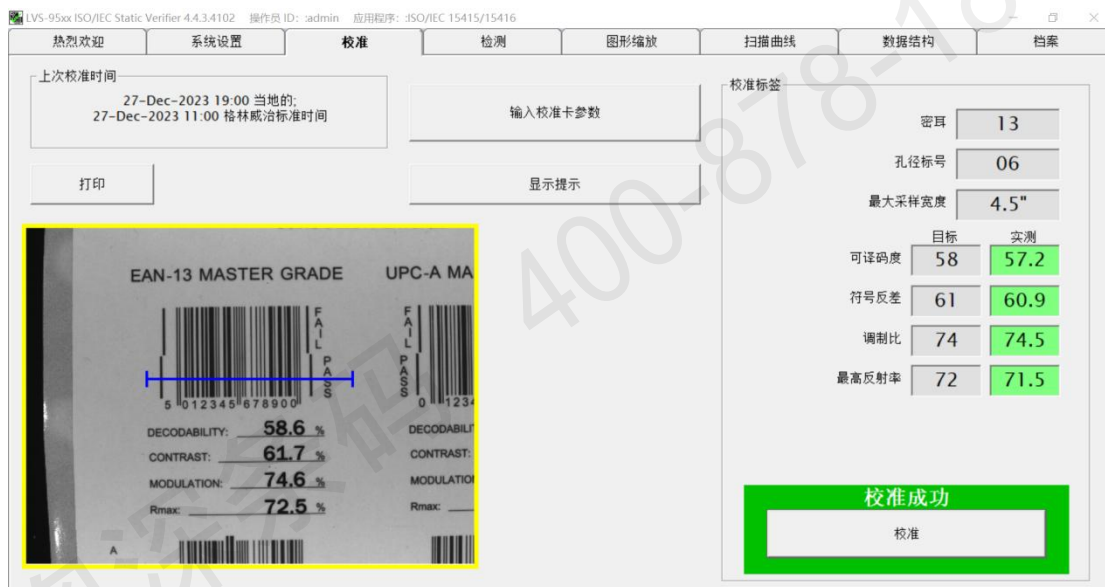 LVS-95xx ISO/IEC Static Verifier 4.4.3.4102 操作员 ID: :admin 应用程序: :ISO/IEC 15415/15416
热烈欢迎 系统设置 校准 检测 图形缩放 扫描曲线 数据结构 档案
上次校准时间
27-Dec-2023 19:00 当地的;
27-Dec-2023 11:00 格林威治标准时间
输入校准卡参数
打印
显示提示
EAN-13 MASTER GRADE UPC-A MA
FAIL FAIL
PASS PASS
5 012345 678900 0 1234
DECODABILITY: 58.6 % DECODABILI
CONTRAST: 61.7 % CONTRAST:
MODULATION: 74.6 % MODULATION
Rmax: 72.5 % Rmax:
A
校准标签
密耳 13
孔径标号 06
最大采样宽度 4.5"
目标 实测
可译码度 58 57.2
符号反差 61 60.9
调制比 74 74.5
最高反射率 72 71.5
校准成功
校准
400-878-18